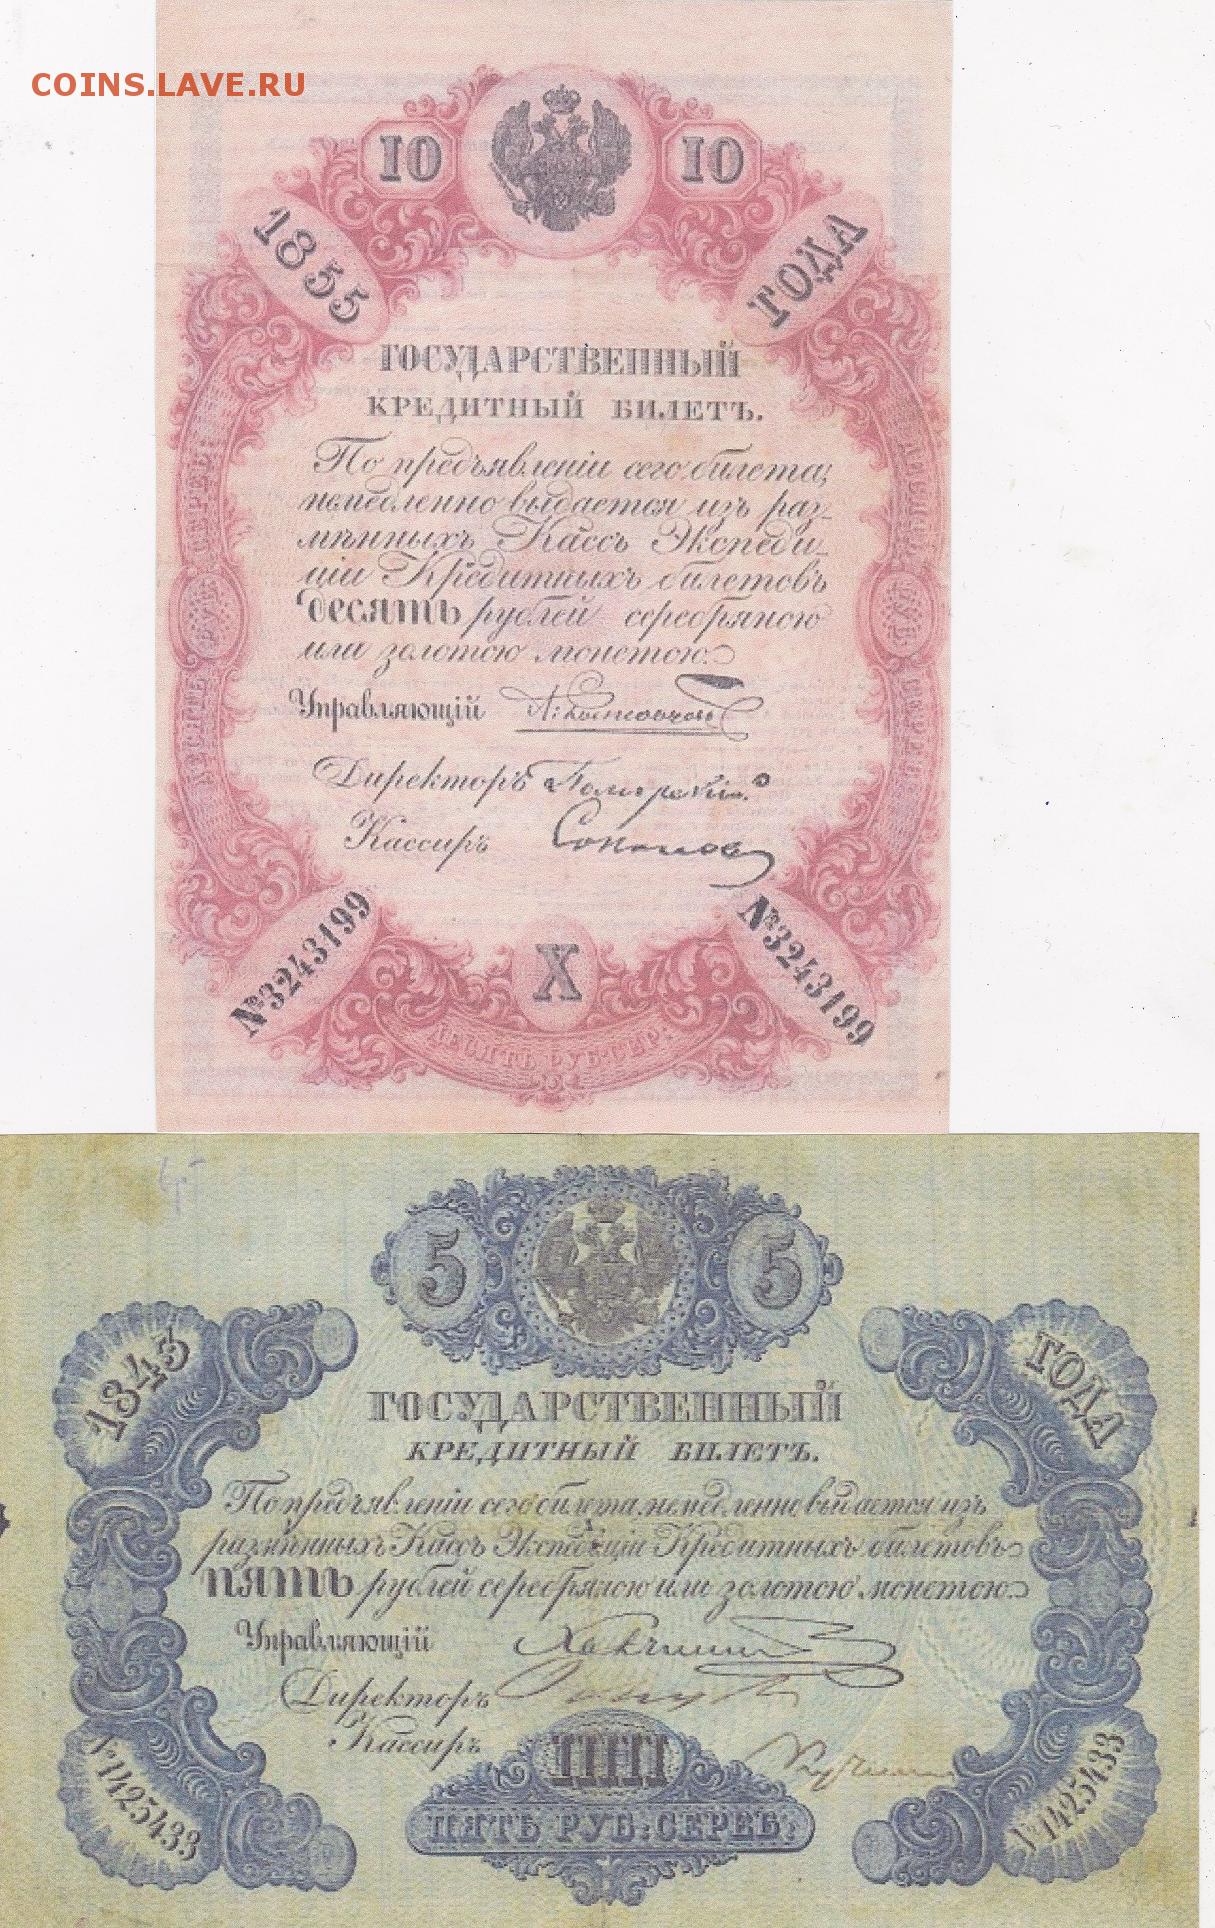 COINS.LAVE.RU
10 10
1855 ГОДА
ГОСУДАРСТВЕННЫЙ
КРЕДИТНЫЙ БИЛЕТЪ.
По предъявленіи сего билета,
немедленно выдается изъ раз-
мѣнныхъ Кассъ Экспеди-
ціи Кредитныхъ билетовъ
десять рублей серебряною
или золотою монетою.
Управляющій
Директоръ
Кассиръ
№3243199 №3243199
X
ДЕСЯТЬ РУБ:СЕР:
5 5
1843 ГОДА
ГОСУДАРСТВЕННЫЙ
КРЕДИТНЫЙ БИЛЕТЪ.
По предъявленіи сего билета, немедленно выдается изъ
размѣнныхъ Кассъ Экспедиціи Кредитныхъ билетовъ
ПЯТЬ рублей серебряною или золотою монетою.
Управляющій
Директоръ
Кассиръ
№1425433 №1425433
ПЯТЬ РУБ: СЕРЕБ: